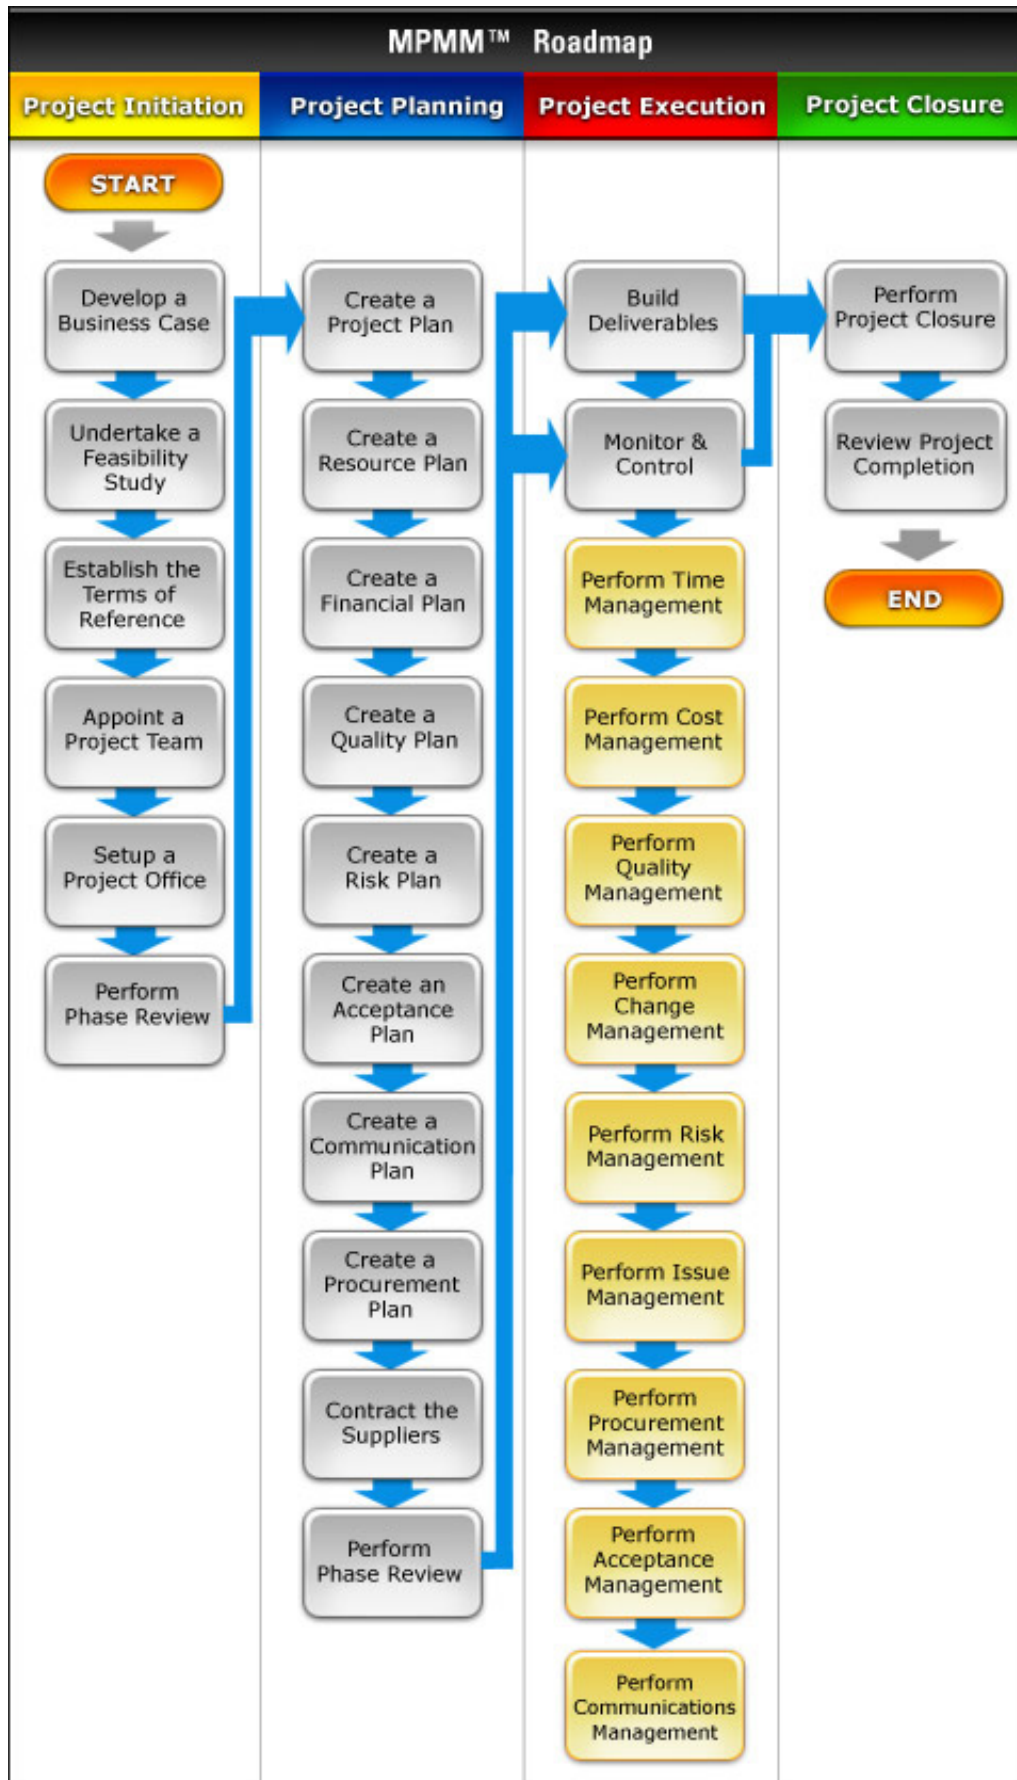 MPMM™ Roadmap
Project Initiation
Project Planning
Project Execution
Project Closure
START
Develop a
Business Case
Undertake a
Feasibility
Study
Establish the
Terms of
Reference
Appoint a
Project Team
Setup a
Project Office
Perform
Phase Review
Create a
Project Plan
Create a
Resource Plan
Create a
Financial Plan
Create a
Quality Plan
Create a
Risk Plan
Create an
Acceptance
Plan
Create a
Communication
Plan
Create a
Procurement
Plan
Contract the
Suppliers
Perform
Phase Review
Build
Deliverables
Monitor &
Control
Perform Time
Management
Perform Cost
Management
Perform
Quality
Management
Perform
Change
Management
Perform Risk
Management
Perform Issue
Management
Perform
Procurement
Management
Perform
Acceptance
Management
Perform
Communications
Management
Perform
Project Closure
Review Project
Completion
END